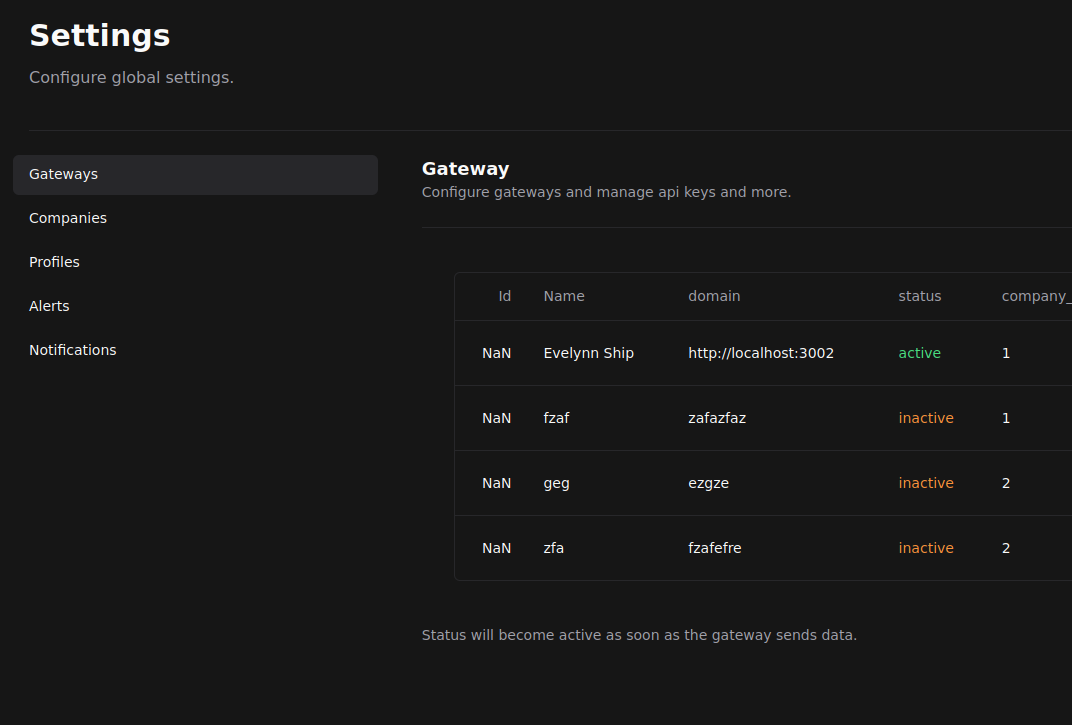 Settings
Configure global settings.
Gateways
Companies
Profiles
Alerts
Notifications
Gateway
Configure gateways and manage api keys and more.
Id Name domain status company_
NaN Evelynn Ship http://localhost:3002 active 1
NaN fzaf zafazfaz inactive 1
NaN geg ezgze inactive 2
NaN zfa fzafefre inactive 2
Status will become active as soon as the gateway sends data.